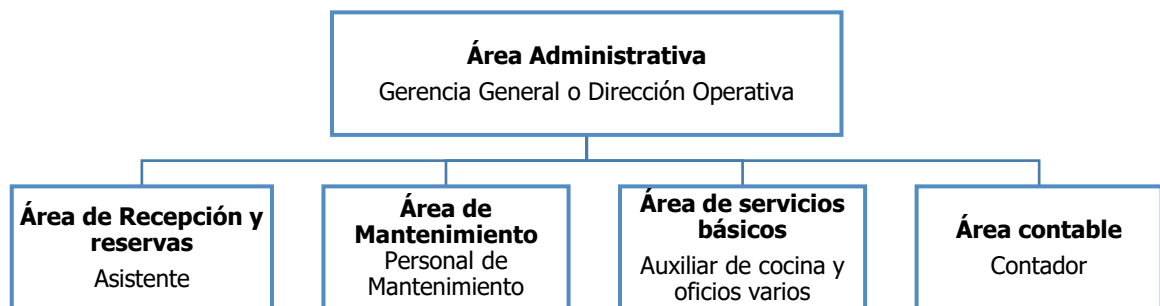 Área Administrativa
Gerencia General o Dirección Operativa
Área de Recepción y
reservas
Asistente
Área de
Mantenimiento
Personal de
Mantenimiento
Área de servicios
básicos
Auxiliar de cocina y
oficios varios
Área contable
Contador